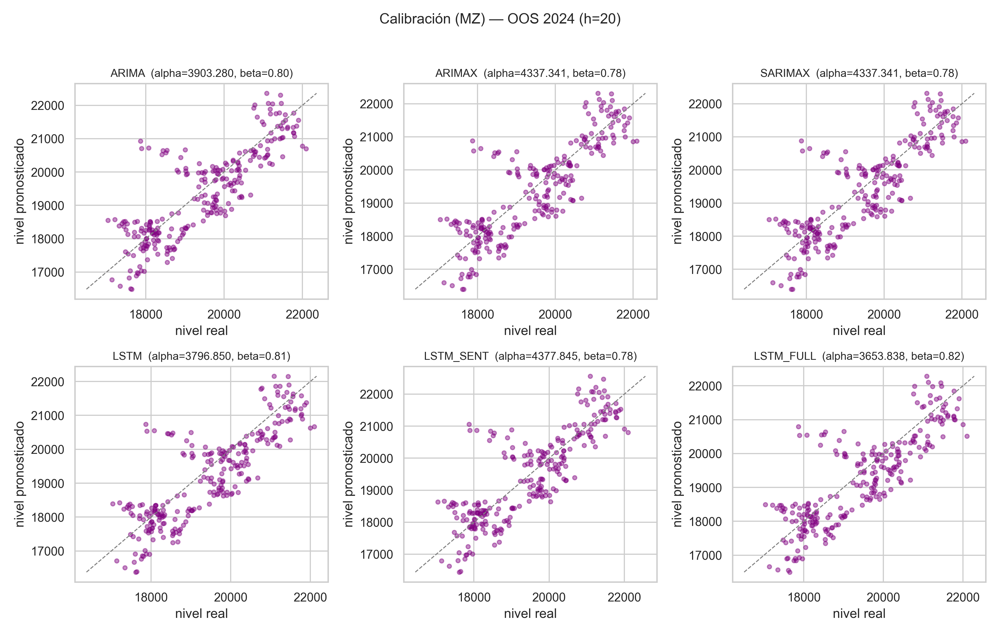 Calibración (MZ) — OOS 2024 (h=20)
ARIMA (alpha=3903.280, beta=0.80)
22000
21000
20000
19000
18000
17000
nivel pronosticado
18000 20000 22000
nivel real
ARIMAX (alpha=4337.341, beta=0.78)
22000
21000
20000
19000
18000
17000
nivel pronosticado
18000 20000 22000
nivel real
SARIMAX (alpha=4337.341, beta=0.78)
22000
21000
20000
19000
18000
17000
nivel pronosticado
18000 20000 22000
nivel real
LSTM (alpha=3796.850, beta=0.81)
22000
21000
20000
19000
18000
17000
nivel pronosticado
18000 20000 22000
nivel real
LSTM_SENT (alpha=4377.845, beta=0.78)
22000
21000
20000
19000
18000
17000
nivel pronosticado
18000 20000 22000
nivel real
LSTM_FULL (alpha=3653.838, beta=0.82)
22000
21000
20000
19000
18000
17000
nivel pronosticado
18000 20000 22000
nivel real